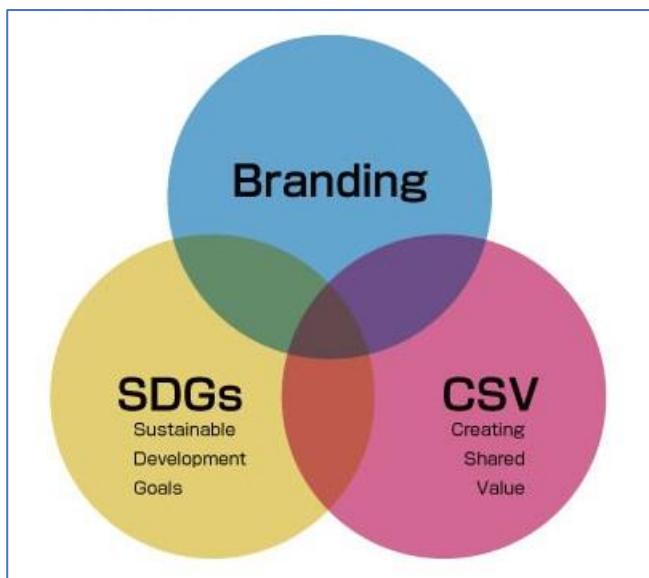 Branding
SDGs
Sustainable
Development
Goals
CSV
Creating
Shared
Value